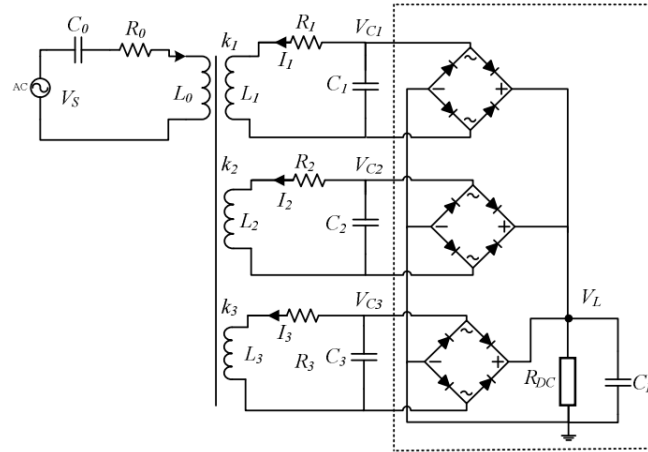 C0 R0
AC VS L0
k1 R1 VC1
I1
L1 C1 − ~ ~ +
k2 R2 VC2
I2
L2 C2 − ~ ~ +
k3 VC3 VL
I3
L3 R3 C3 − ~ ~ + RDC